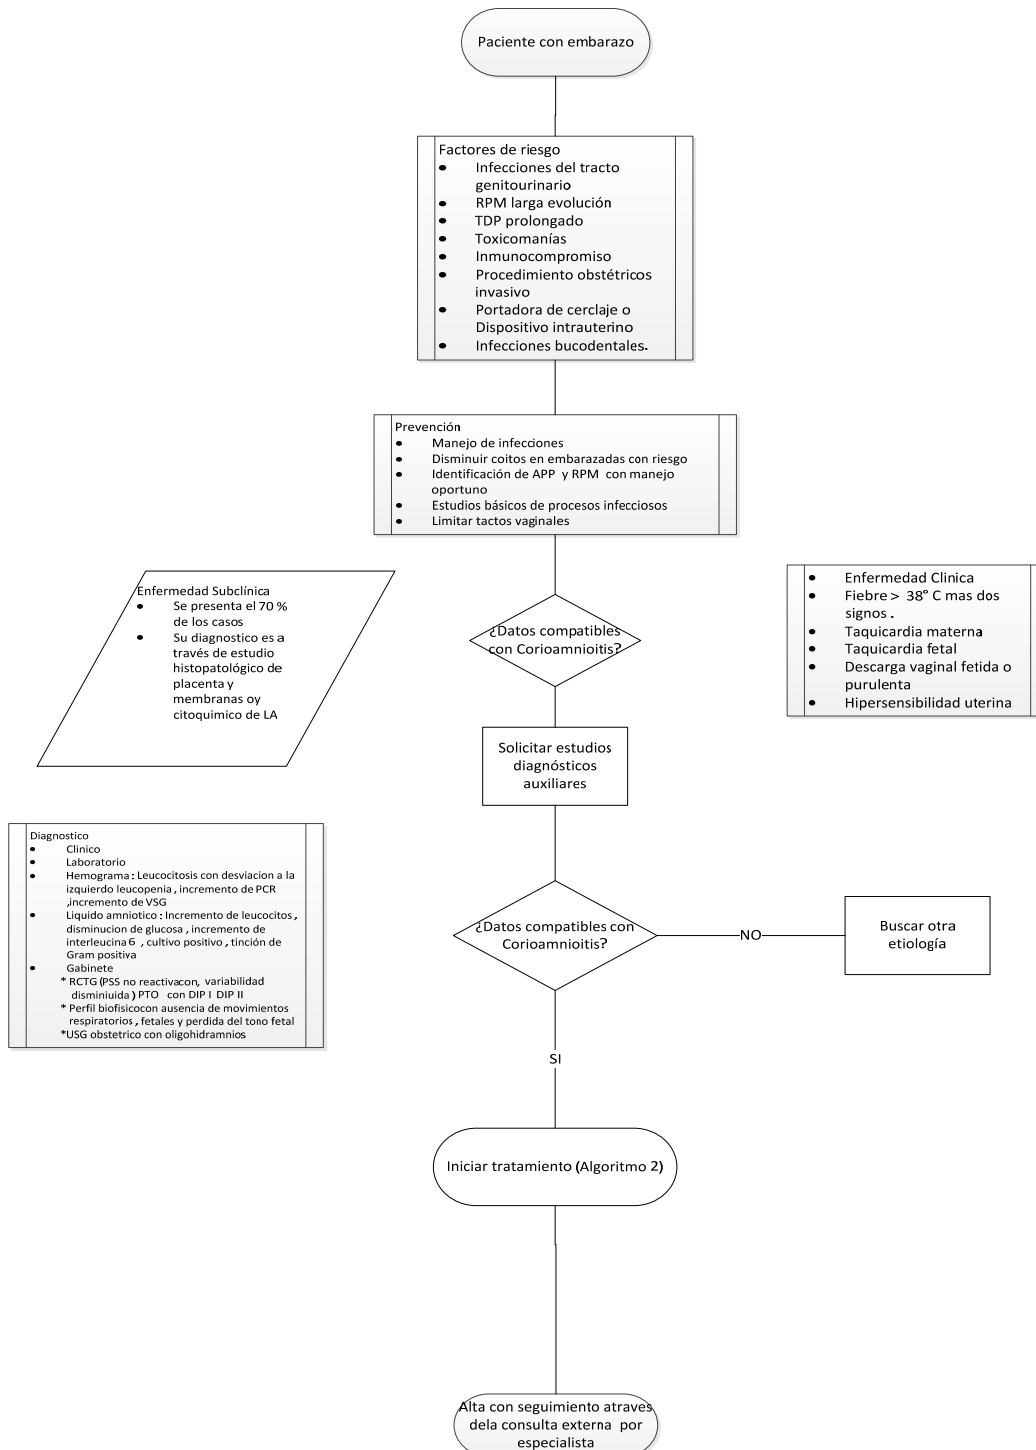 Paciente con embarazo
Factores de riesgo
• Infecciones del tracto
genitourinario
• RPM larga evolución
• TDP prolongado
• Toxicomanías
• Inmunocompromiso
• Procedimiento obstétricos
invasivo
• Portadora de cerclaje o
Dispositivo intrauterino
• Infecciones bucodentales.
Prevención
• Manejo de infecciones
• Disminuir coitos en embarazadas con riesgo
• Identificación de APP y RPM con manejo
oportuno
• Estudios básicos de procesos infecciosos
• Limitar tactos vaginales
Enfermedad Subclínica
• Se presenta el 70 %
de los casos
• Su diagnostico es a
través de estudio
histopatológico de
placenta y
membranas oy
citoquimico de LA
¿Datos compatibles
con Corioamnioitis?
• Enfermedad Clinica
• Fiebre > 38° C mas dos
signos .
• Taquicardia materna
• Taquicardia fetal
• Descarga vaginal fetida o
purulenta
• Hipersensibilidad uterina
Solicitar estudios
diagnósticos
auxiliares
Diagnostico
• Clinico
• Laboratorio
• Hemograma : Leucocitosis con desviacion a la
izquierdo leucopenia , incremento de PCR
,incremento de VSG
• Liquido amniotico : Incremento de leucocitos ,
disminucion de glucosa , incremento de
interleucina 6 , cultivo positivo , tinción de
Gram positiva
• Gabinete
* RCTG (PSS no reactivacon, variabilidad
disminiuida ) PTO con DIP I DIP II
* Perfil biofisicocon ausencia de movimientos
respiratorios , fetales y perdida del tono fetal
*USG obstetrico con oligohidramnios
¿Datos compatibles con
Corioamnioitis?
NO
Buscar otra
etiología
SI
Iniciar tratamiento (Algoritmo 2)
Alta con seguimiento atraves
dela consulta externa por
especialista